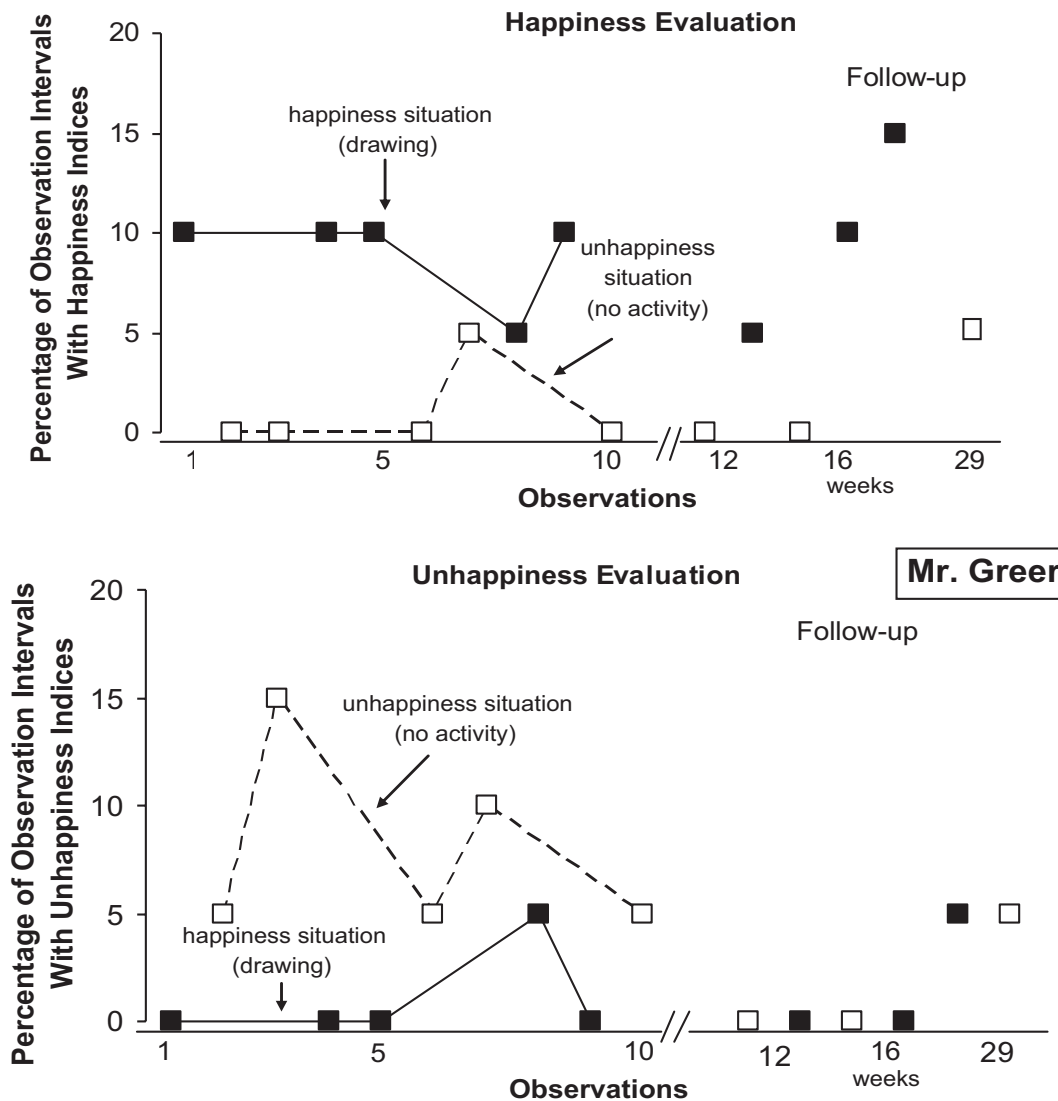 Happiness Evaluation
Percentage of Observation Intervals
With Happiness Indices
20
15
10
5
0
Follow-up
happiness situation
(drawing)
unhappiness
situation
(no activity)
1
5
10
12
16
29
weeks
Observations
Unhappiness Evaluation
Mr. Greer
Percentage of Observation Intervals
With Unhappiness Indices
20
15
10
5
0
Follow-up
unhappiness situation
(no activity)
happiness situation
(drawing)
1
5
10
12
16
29
weeks
Observations